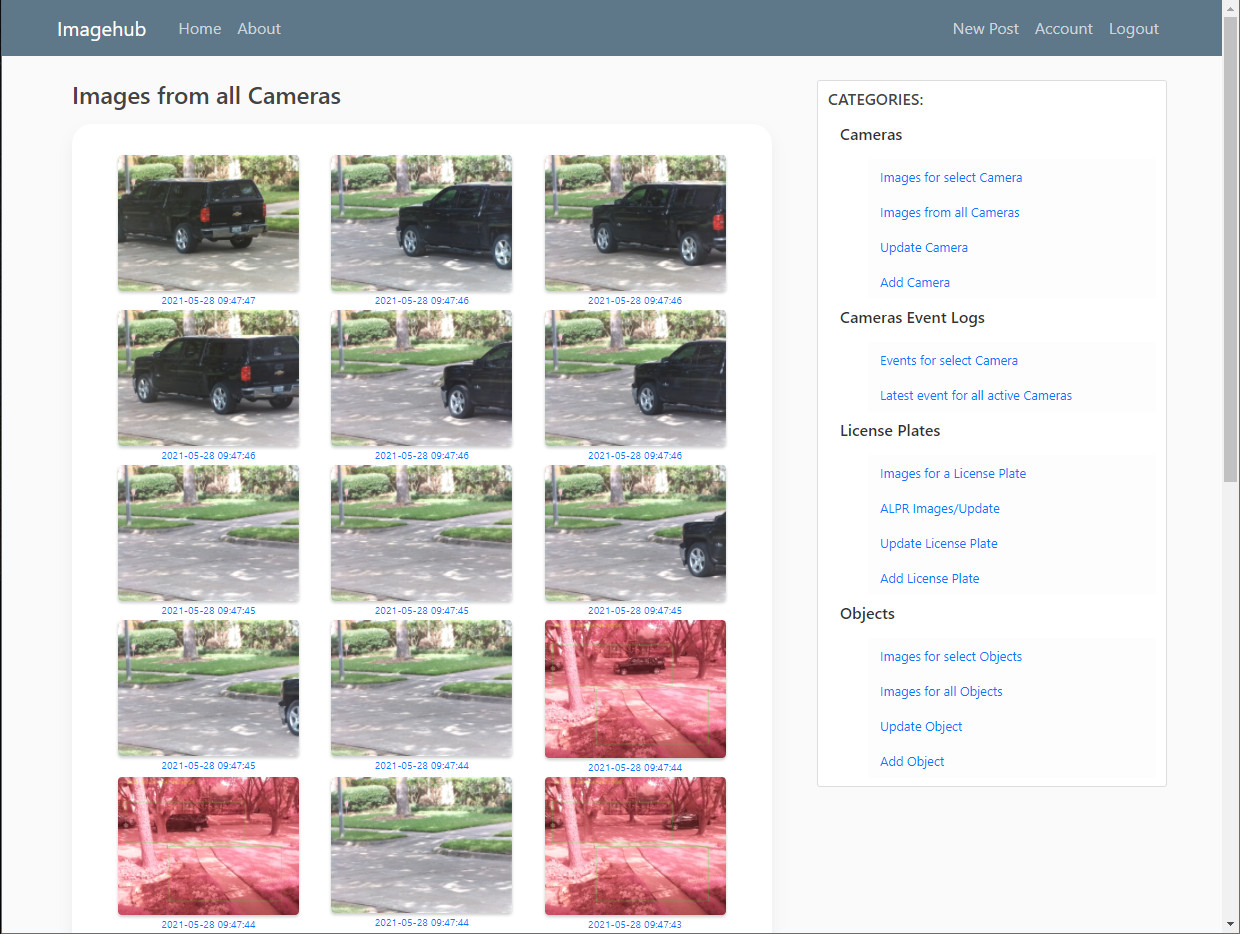 Imagehub Home About New Post Account Logout
Images from all Cameras
2021-05-28 09:47:47 2021-05-28 09:47:46 2021-05-28 09:47:46
2021-05-28 09:47:46 2021-05-28 09:47:46 2021-05-28 09:47:46
2021-05-28 09:47:45 2021-05-28 09:47:45 2021-05-28 09:47:45
2021-05-28 09:47:45 2021-05-28 09:47:44 2021-05-28 09:47:44
2021-05-28 09:47:44 2021-05-28 09:47:44 2021-05-28 09:47:43
CATEGORIES:
Cameras
Images for select Camera
Images from all Cameras
Update Camera
Add Camera
Cameras Event Logs
Events for select Camera
Latest event for all active Cameras
License Plates
Images for a License Plate
ALPR Images/Update
Update License Plate
Add License Plate
Objects
Images for select Objects
Images for all Objects
Update Object
Add Object